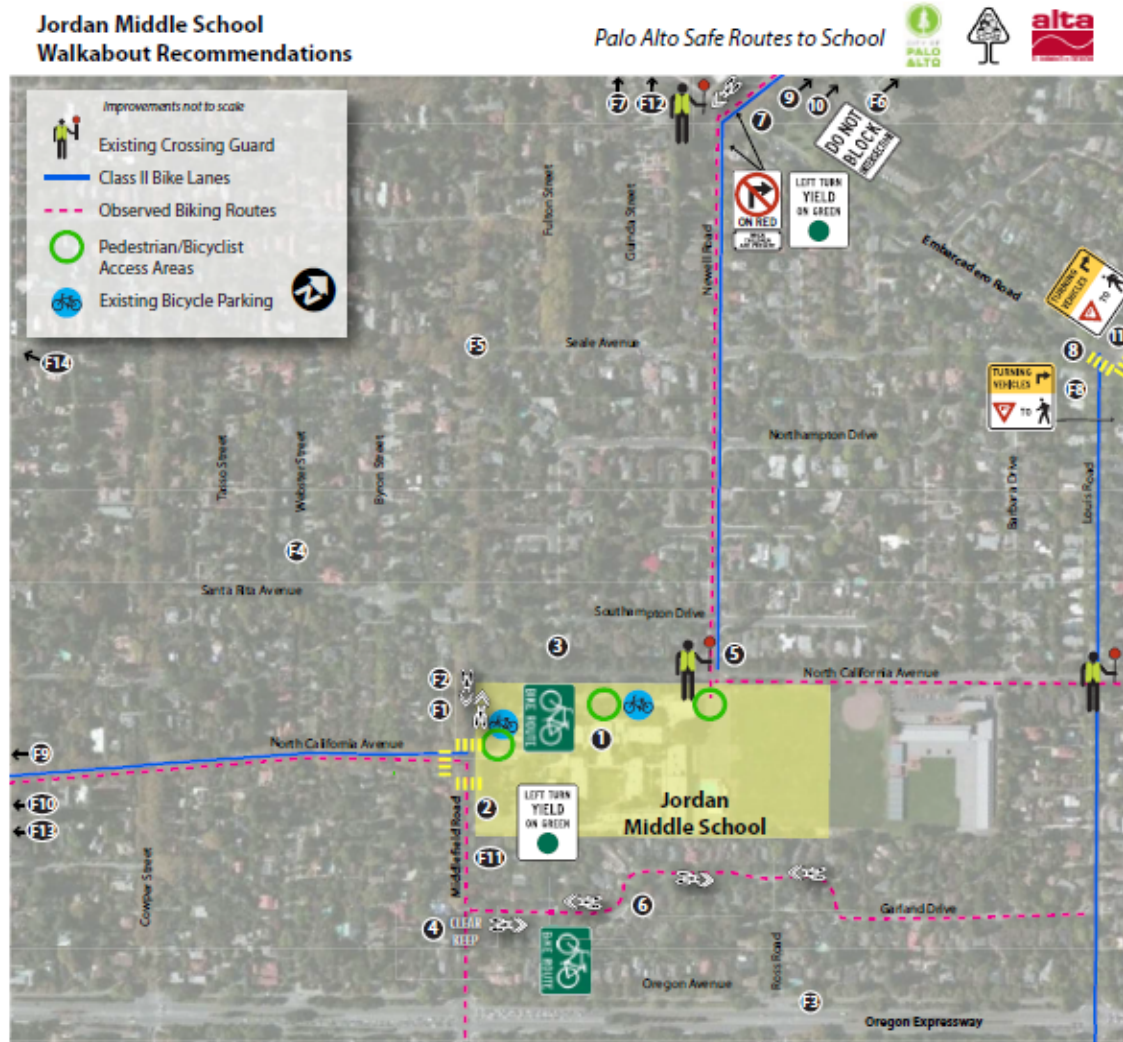 Jordan Middle School
Walkabout Recommendations
Palo Alto Safe Routes to School
CITY OF
PALO
ALTO
alta
Improvements not to scale
Existing Crossing Guard
Class II Bike Lanes
Observed Biking Routes
Pedestrian/Bicyclist
Access Areas
Existing Bicycle Parking
F7
F12
7
9
10
F6
DO NOT
BLOCK
INTERSECTION
ON RED
LEFT TURN
YIELD
ON GREEN
Fulton Street
Guinda Street
Newell Road
Embarcadero Road
TURNING
VEHICLES
TO
11
8
F8
TURNING
VEHICLES
TO
F14
F5
Seale Avenue
Northampton Drive
Tasso Street
Webster Street
Byron Street
Barbara Drive
Louis Road
F4
Santa Rita Avenue
Southampton Drive
3
5
North California Avenue
F2
F1
BIKE ROUTE
1
North California Avenue
F9
F10
F13
2
LEFT TURN
YIELD
ON GREEN
Jordan
Middle School
Middlefield Road
F11
Cowper Street
6
Garland Drive
4
CLEAR
KEEP
BIKE ROUTE
Oregon Avenue
Ross Road
F3
Oregon Expressway